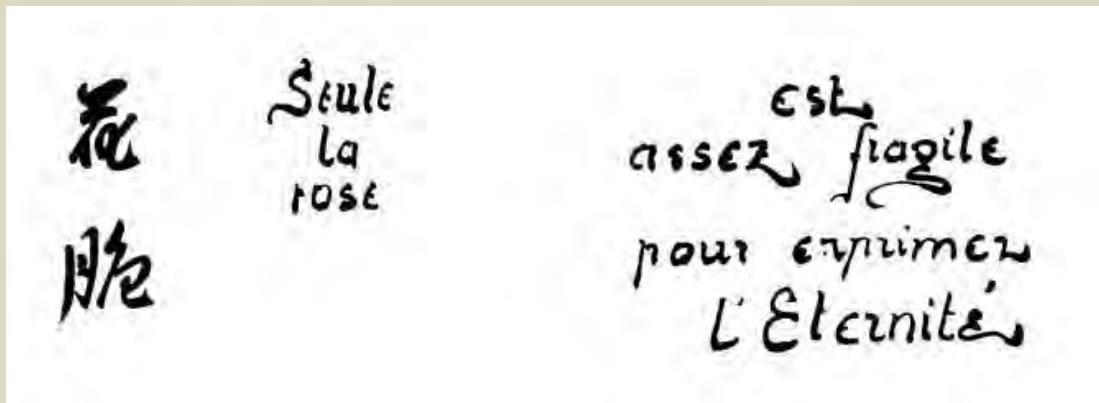 花
脆
Seule
la
rose
est
assez fragile
pour exprimer
l'Eternité